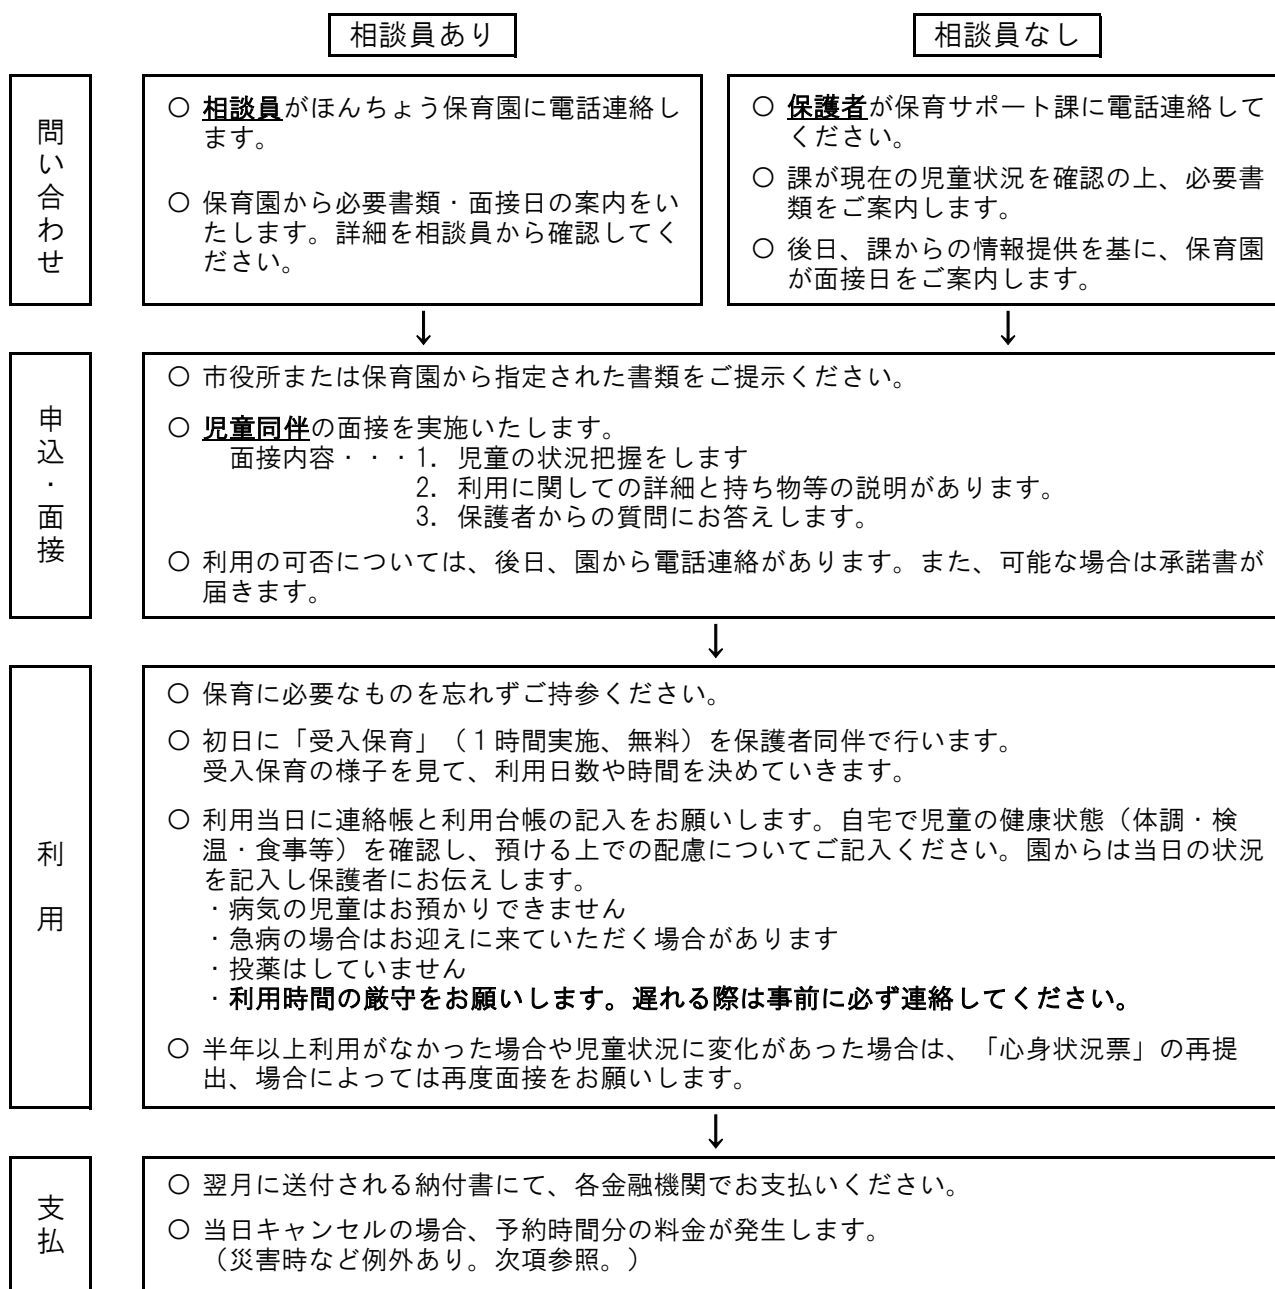 相談員あり
相談員なし
問い合わせ
○ 相談員がほんちょう保育園に電話連絡し
ます。
○ 保育園から必要書類・面接日の案内をい
たします。詳細を相談員から確認してく
ださい。
○ 保護者が保育サポート課に電話連絡して
ください。
○ 課が現在の児童状況を確認の上、必要書
類をご案内します。
○ 後日、課からの情報提供を基に、保育園
が面接日をご案内します。
↓
↓
申込・面接
○ 市役所または保育園から指定された書類をご提示ください。
○ 児童同伴の面接を実施いたします。
面接内容・・・1. 児童の状況把握をします
2. 利用に関しての詳細と持ち物等の説明があります。
3. 保護者からの質問にお答えします。
○ 利用の可否については、後日、園から電話連絡があります。また、可能な場合は承諾書が
届きます。
↓
利用
○ 保育に必要なものを忘れずご持参ください。
○ 初日に「受入保育」（１時間実施、無料）を保護者同伴で行います。
受入保育の様子を見て、利用日数や時間を決めていきます。
○ 利用当日に連絡帳と利用台帳の記入をお願いします。自宅で児童の健康状態（体調・検
温・食事等）を確認し、預ける上での配慮についてご記入ください。園からは当日の状況
を記入し保護者にお伝えします。
・病気の児童はお預かりできません
・急病の場合はお迎えに来ていただく場合があります
・投薬はしていません
・利用時間の厳守をお願いします。遅れる際は事前に必ず連絡してください。
○ 半年以上利用がなかった場合や児童状況に変化があった場合は、「心身状況票」の再提
出、場合によっては再度面接をお願いします。
↓
支払
○ 翌月に送付される納付書にて、各金融機関でお支払いください。
○ 当日キャンセルの場合、予約時間分の料金が発生します。
（災害時など例外あり。次項参照。）